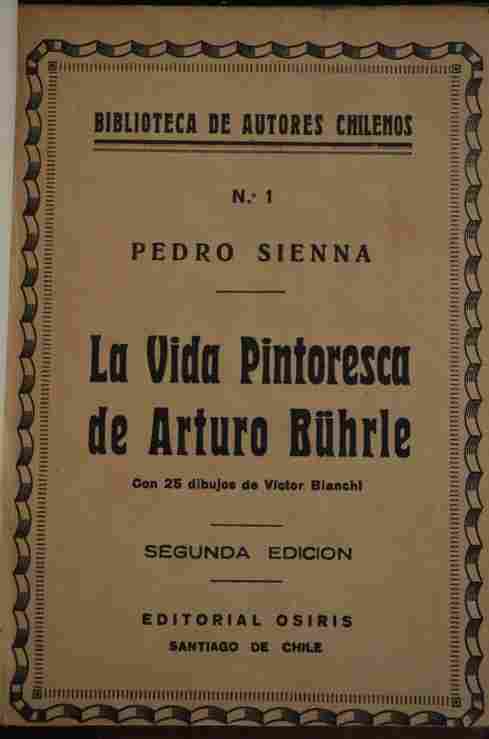 BIBLIOTECA DE AUTORES CHILENOS
N.º 1
PEDRO SIENNA
La Vida Pintoresca
de Arturo Bührle
Con 25 dibujos de Víctor Bianchi
SEGUNDA EDICION
EDITORIAL OSIRIS
SANTIAGO DE CHILE